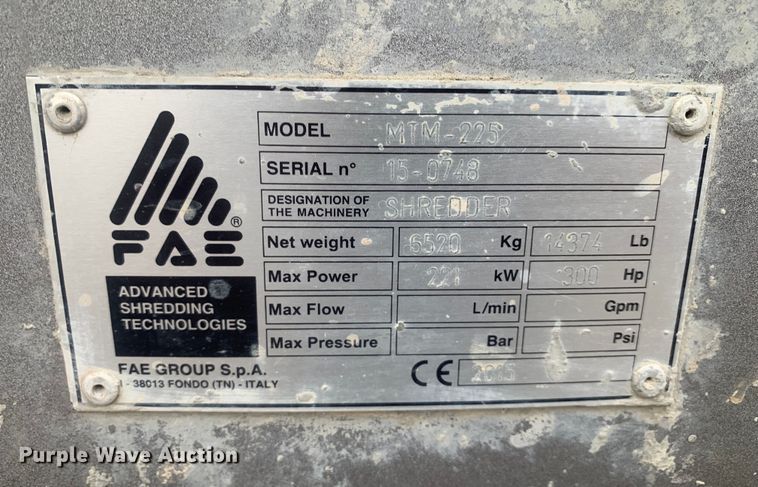 MODEL MTM-225
SERIAL n° 15-0748
DESIGNATION OF
THE MACHINERY SHREDDER
Net weight 6520 Kg 14374 Lb
Max Power 221 kW 300 Hp
Max Flow L/min Gpm
Max Pressure Bar Psi
FAE ®
ADVANCED
SHREDDING
TECHNOLOGIES
FAE GROUP S.p.A.
I - 38013 FONDO (TN) - ITALY
CE 2015
Purple Wave Auction